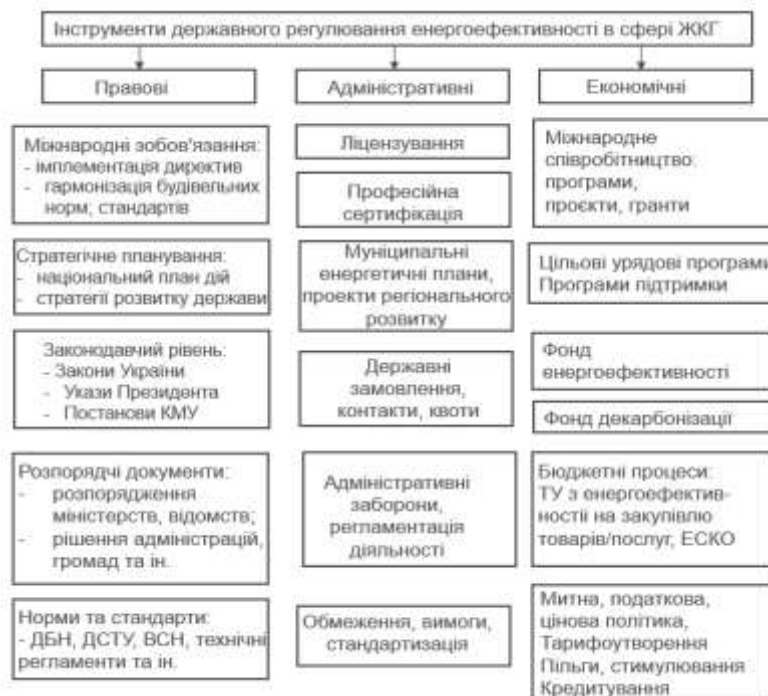 Інструменти державного регулювання енергоефективності в сфері ЖКГ
Правові
Адміністративні
Економічні
Міжнародні зобов'язання:
- імплементація директив
- гармонізація будівельних
норм; стандартів
Стратегічне планування:
- національний план дій
- стратегії розвитку держави
Законодавчий рівень:
- Закони України
- Укази Президента
- Постанови КМУ
Розпорядчі документи:
- розпорядження
міністерств, відомств;
- рішення адміністрацій,
громад та ін.
Норми та стандарти:
- ДБН, ДСТУ, ВСН, технічні
регламенти та ін.
Ліцензування
Професійна
сертифікація
Муніципальні
енергетичні плани,
проекти регіонального
розвитку
Державні
замовлення,
контакти, квоти
Адміністративні
заборони,
регламентація
діяльності
Обмеження, вимоги,
стандартизація
Міжнародне
співробітництво:
програми,
проєкти, гранти
Цільові урядові програми
Програми підтримки
Фонд
енергоефективності
Фонд декарбонізації
Бюджетні процеси:
ТУ з енергоефектив-
ностії на закупівлю
товарів/послуг, ЕСКО
Митна, податкова,
цінова політика,
Тарифоутворення
Пільги, стимулювання
Кредитування